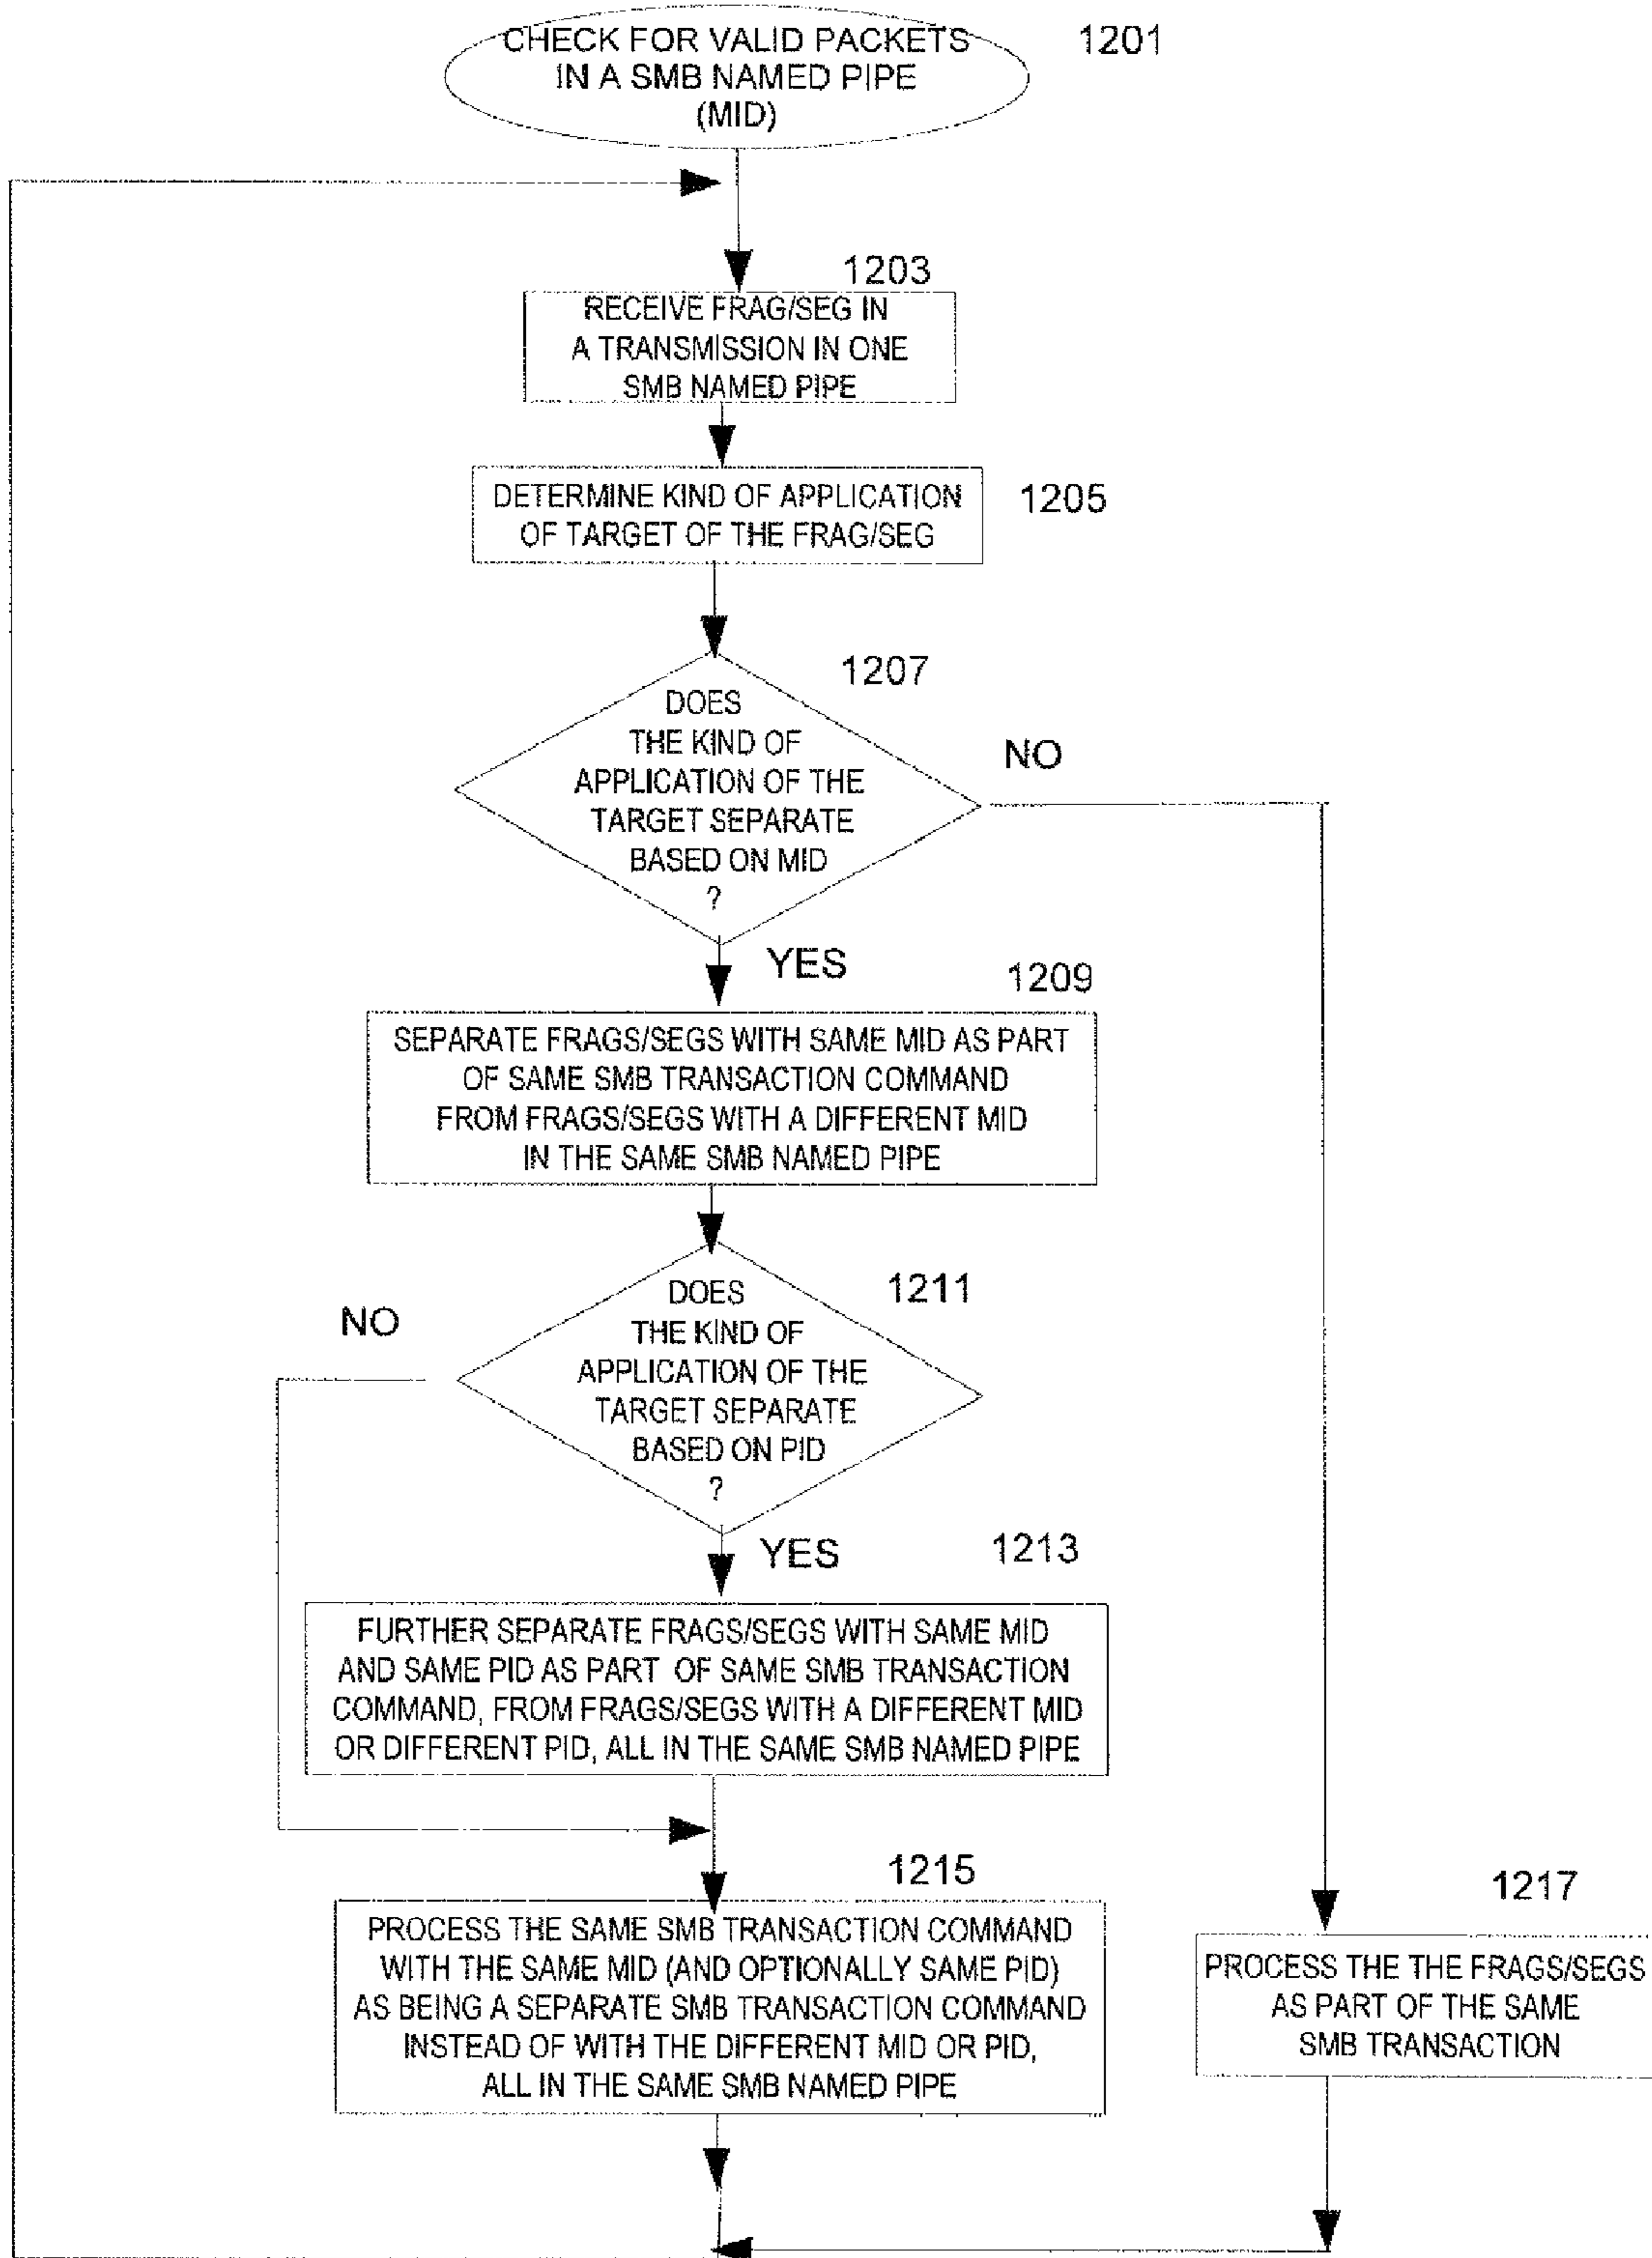 CHECK FOR VALID PACKETS
IN A SMB NAMED PIPE
(MID)
1201
1203
RECEIVE FRAG/SEG IN
A TRANSMISSION IN ONE
SMB NAMED PIPE
DETERMINE KIND OF APPLICATION
OF TARGET OF THE FRAG/SEG
1205
1207
DOES
THE KIND OF
APPLICATION OF THE
TARGET SEPARATE
BASED ON MID
?
NO
YES
1209
SEPARATE FRAGS/SEGS WITH SAME MID AS PART
OF SAME SMB TRANSACTION COMMAND
FROM FRAGS/SEGS WITH A DIFFERENT MID
IN THE SAME SMB NAMED PIPE
1211
NO
DOES
THE KIND OF
APPLICATION OF THE
TARGET SEPARATE
BASED ON PID
?
YES
1213
FURTHER SEPARATE FRAGS/SEGS WITH SAME MID
AND SAME PID AS PART OF SAME SMB TRANSACTION
COMMAND, FROM FRAGS/SEGS WITH A DIFFERENT MID
OR DIFFERENT PID, ALL IN THE SAME SMB NAMED PIPE
1215
PROCESS THE SAME SMB TRANSACTION COMMAND
WITH THE SAME MID (AND OPTIONALLY SAME PID)
AS BEING A SEPARATE SMB TRANSACTION COMMAND
INSTEAD OF WITH THE DIFFERENT MID OR PID,
ALL IN THE SAME SMB NAMED PIPE
1217
PROCESS THE THE FRAGS/SEGS
AS PART OF THE SAME
SMB TRANSACTION